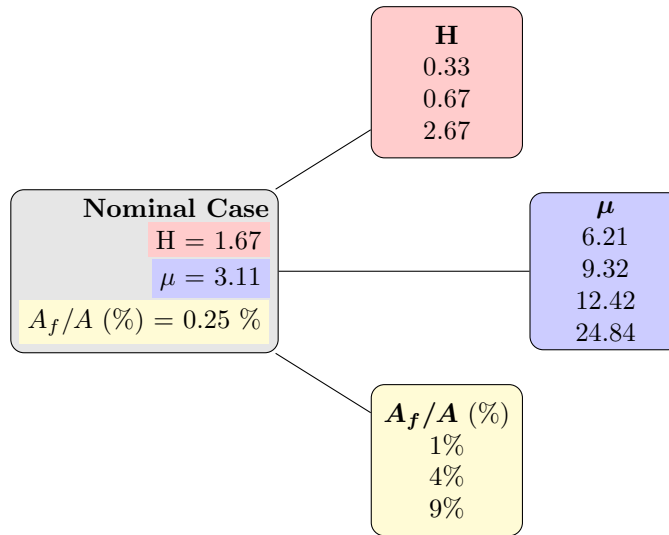 H
0.33
0.67
2.67
Nominal Case
H = 1.67
μ = 3.11
A_f/A (%) = 0.25 %
μ
6.21
9.32
12.42
24.84
A_f/A (%)
1%
4%
9%